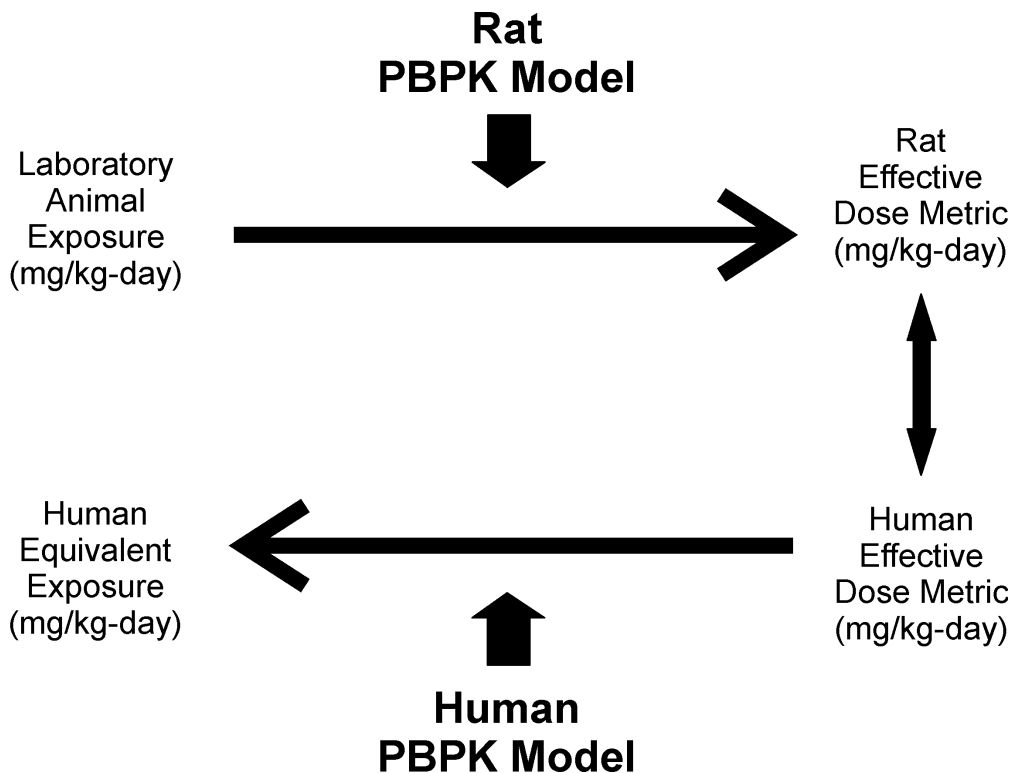 Rat
PBPK Model
Laboratory
Animal
Exposure
(mg/kg-day)
Rat
Effective
Dose Metric
(mg/kg-day)
Human
Equivalent
Exposure
(mg/kg-day)
Human
Effective
Dose Metric
(mg/kg-day)
Human
PBPK Model